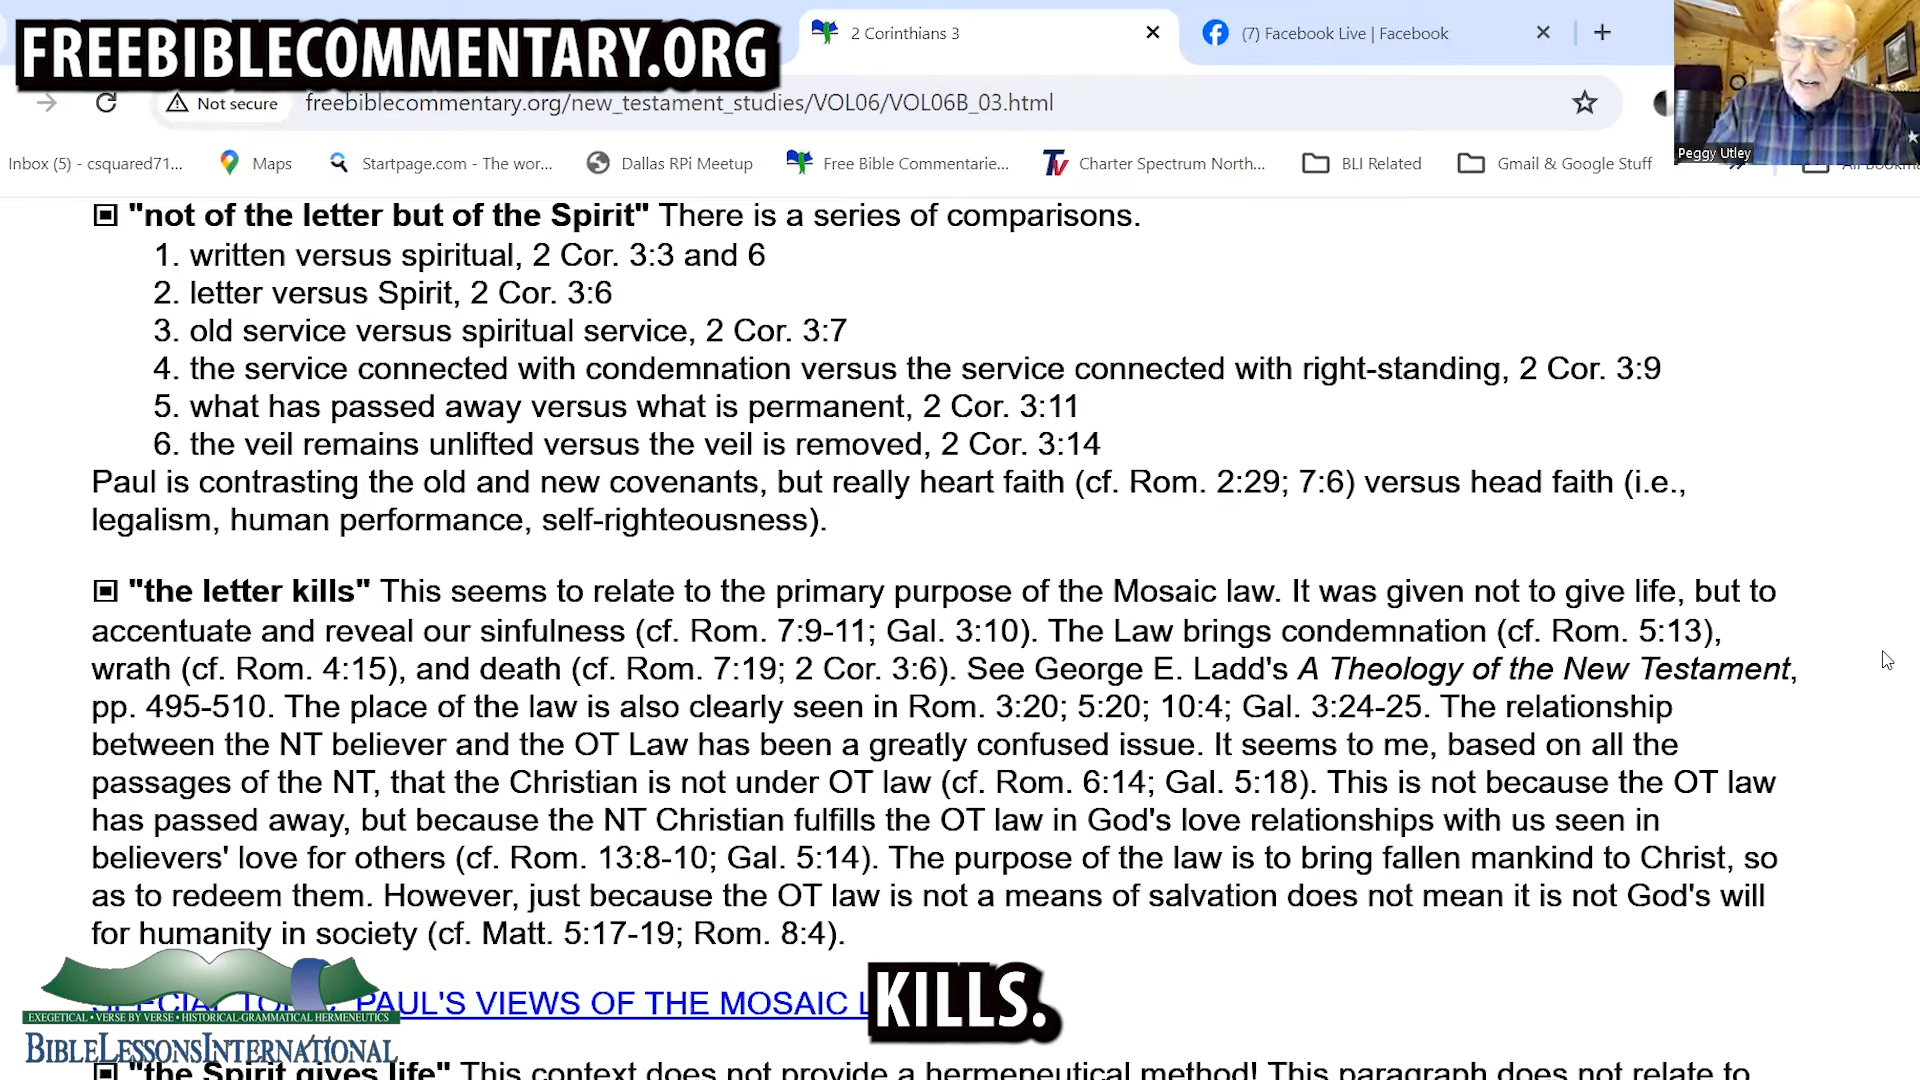 FREEBIBLECOMMENTARY.ORG
2 Corinthians 3
(7) Facebook Live | Facebook
Not secure
freebiblecommentary.org/new_testament_studies/VOL06/VOL06B_03.html
Peggy Utley
Inbox (5) - csquared71...
Maps
Startpage.com - The wor...
Dallas RPi Meetup
Free Bible Commentarie...
Charter Spectrum North...
BLI Related
Gmail & Google Stuff
"not of the letter but of the Spirit" There is a series of comparisons.
1. written versus spiritual, 2 Cor. 3:3 and 6
2. letter versus Spirit, 2 Cor. 3:6
3. old service versus spiritual service, 2 Cor. 3:7
4. the service connected with condemnation versus the service connected with right-standing, 2 Cor. 3:9
5. what has passed away versus what is permanent, 2 Cor. 3:11
6. the veil remains unlifted versus the veil is removed, 2 Cor. 3:14
Paul is contrasting the old and new covenants, but really heart faith (cf. Rom. 2:29; 7:6) versus head faith (i.e.,
legalism, human performance, self-righteousness).
"the letter kills" This seems to relate to the primary purpose of the Mosaic law. It was given not to give life, but to
accentuate and reveal our sinfulness (cf. Rom. 7:9-11; Gal. 3:10). The Law brings condemnation (cf. Rom. 5:13),
wrath (cf. Rom. 4:15), and death (cf. Rom. 7:19; 2 Cor. 3:6). See George E. Ladd's A Theology of the New Testament,
pp. 495-510. The place of the law is also clearly seen in Rom. 3:20; 5:20; 10:4; Gal. 3:24-25. The relationship
between the NT believer and the OT Law has been a greatly confused issue. It seems to me, based on all the
passages of the NT, that the Christian is not under OT law (cf. Rom. 6:14; Gal. 5:18). This is not because the OT law
has passed away, but because the NT Christian fulfills the OT law in God's love relationships with us seen in
believers' love for others (cf. Rom. 13:8-10; Gal. 5:14). The purpose of the law is to bring fallen mankind to Christ, so
as to redeem them. However, just because the OT law is not a means of salvation does not mean it is not God's will
for humanity in society (cf. Matt. 5:17-19; Rom. 8:4).
PAUL'S VIEWS OF THE MOSAIC
KILLS.
EXEGETICAL • VERSE BY VERSE • HISTORICAL-GRAMMATICAL HERMENEUTICS
BIBLELESSONSINTERNATIONAL
"the Spirit gives life" This context does not provide a hermeneutical method! This paragraph does not relate to